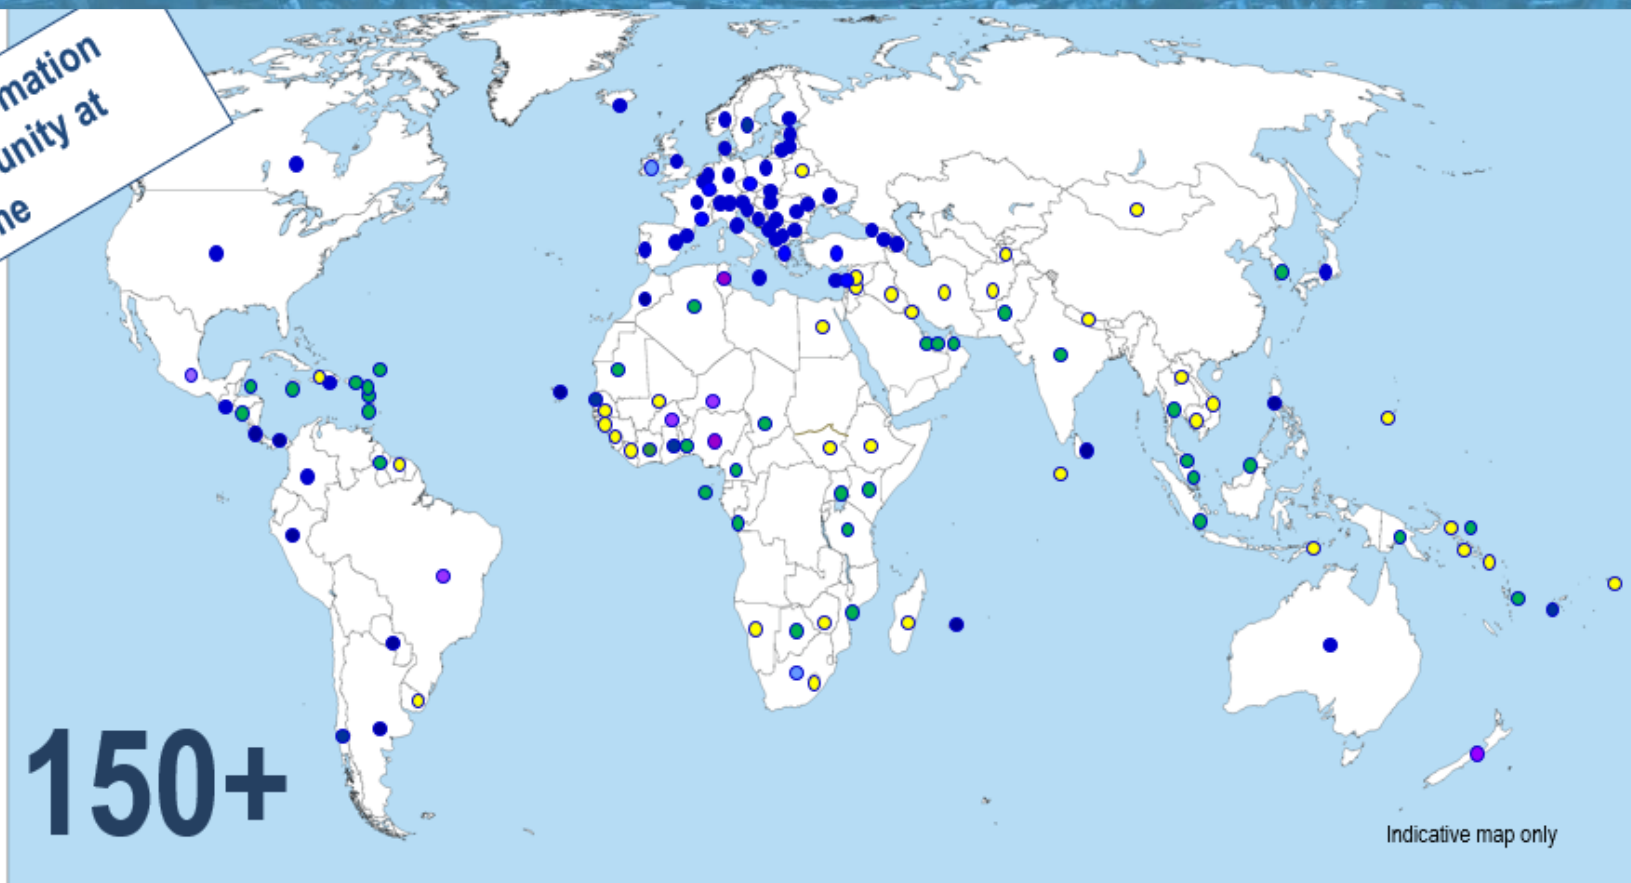 mation
unity at
ne
150+
Indicative map only